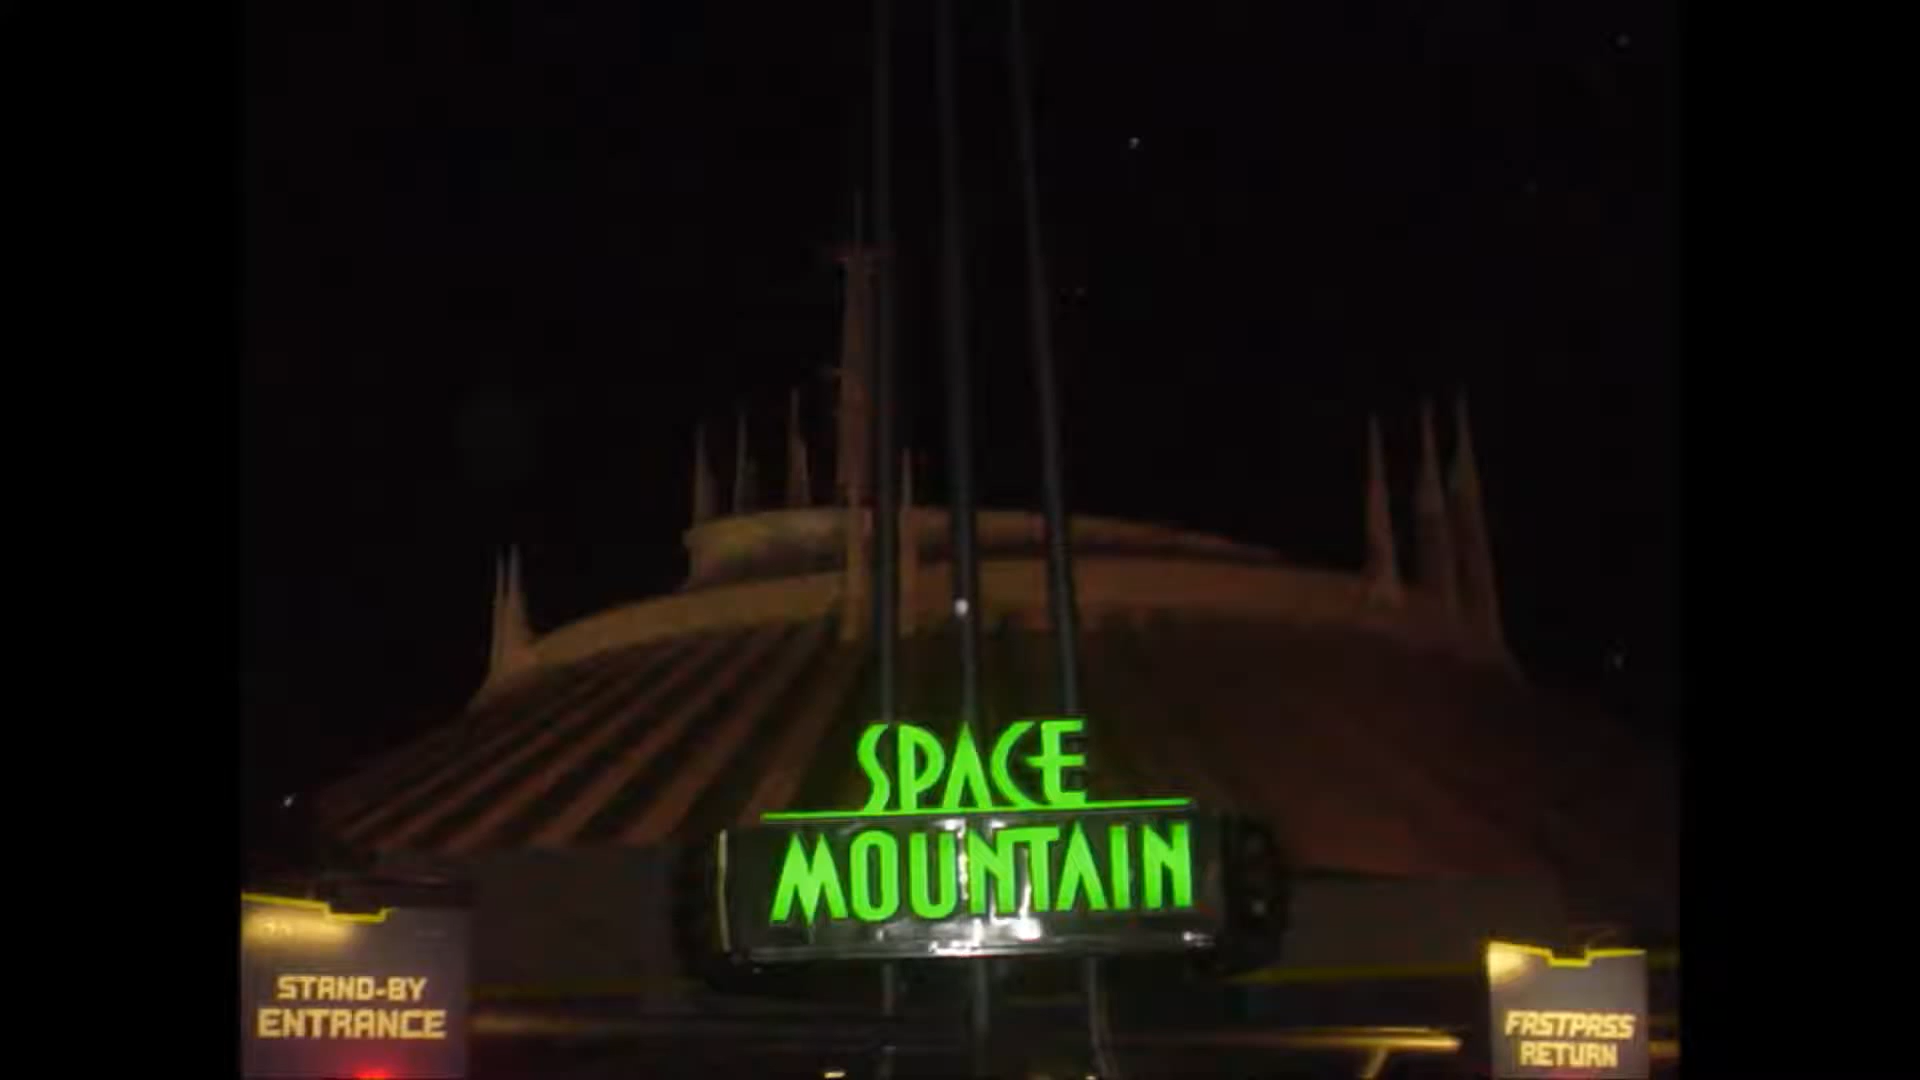 SPACE
MOUNTAIN
STAND-BY
ENTRANCE
FASTPASS
RETURN